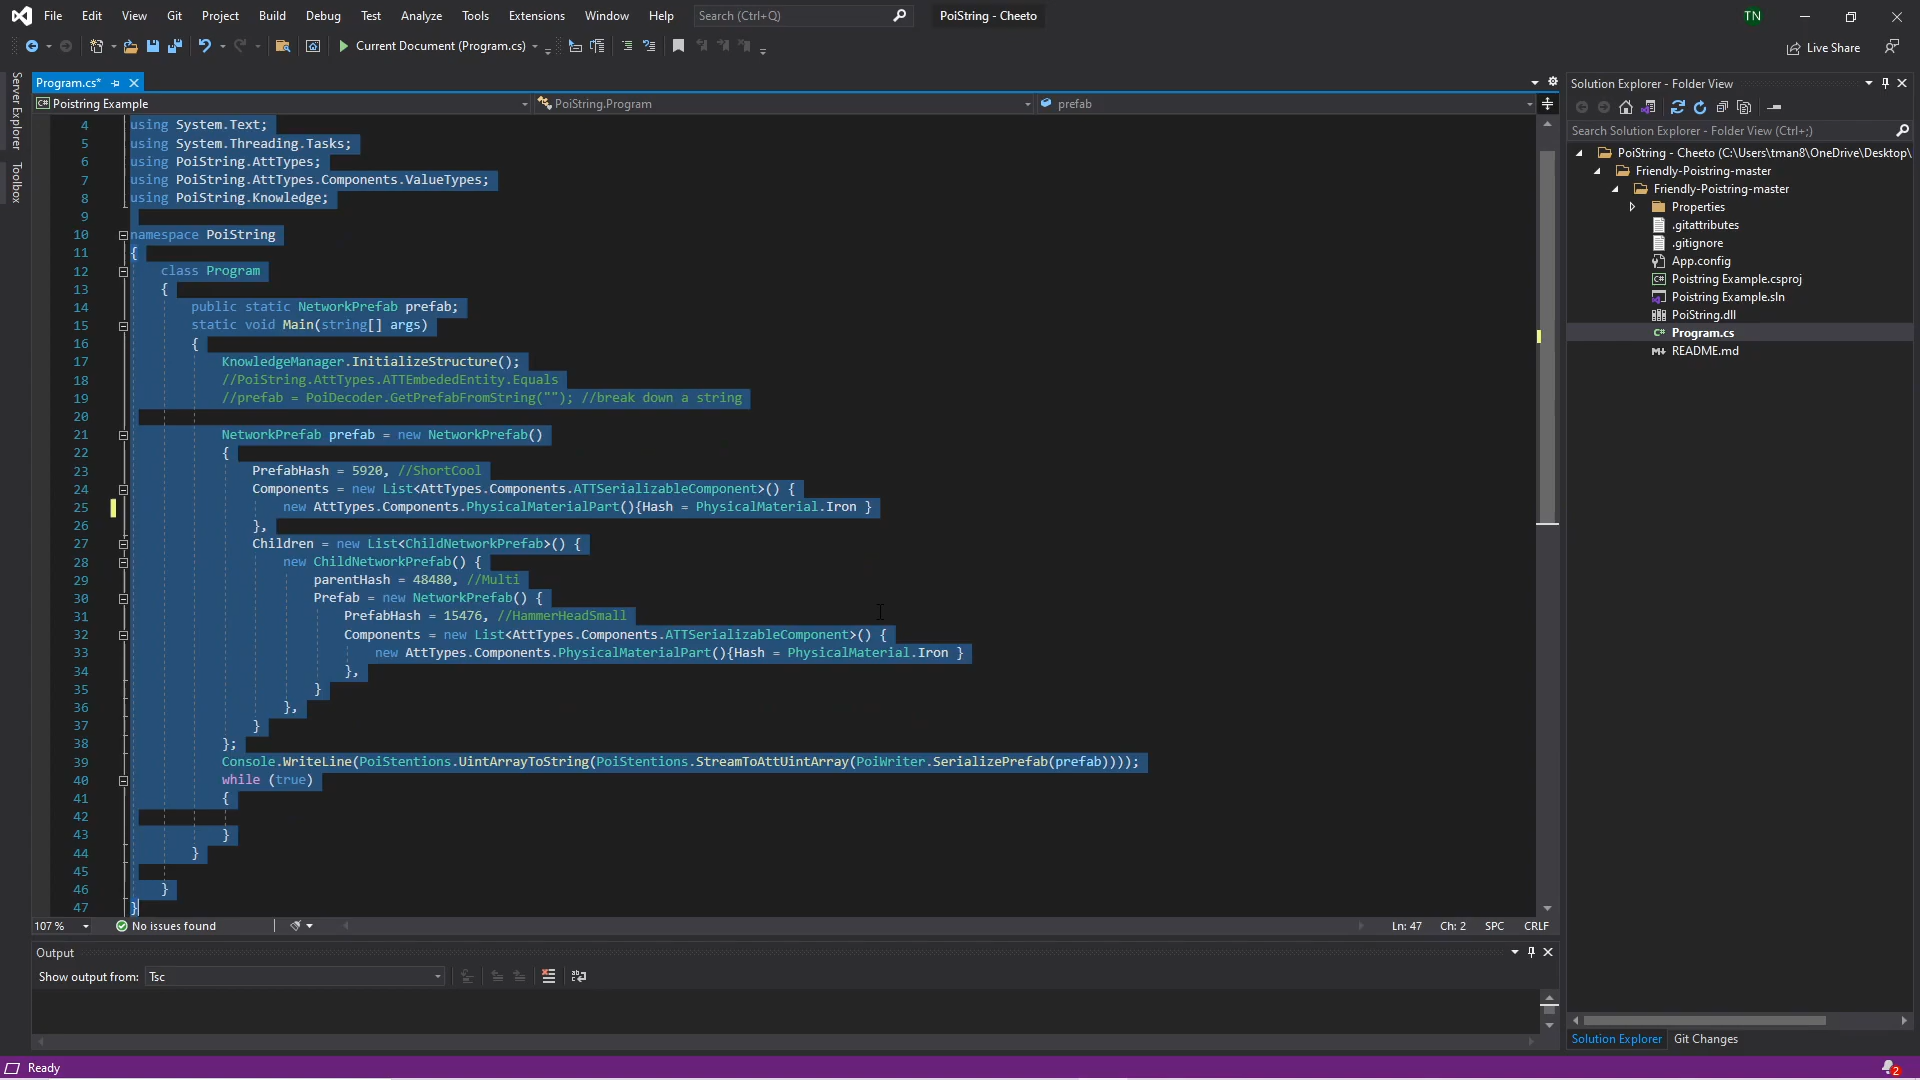 File Edit View Git Project Build Debug Test Analyze Tools Extensions Window Help Search (Ctrl+Q) PoiString - Cheeto TN
Current Document (Program.cs) Live Share
Server Explorer
Toolbox
Program.cs*
Poistring Example PoiString.Program prefab
4 using System.Text;
5 using System.Threading.Tasks;
6 using PoiString.AttTypes;
7 using PoiString.AttTypes.Components.ValueTypes;
8 using PoiString.Knowledge;
9
10 namespace PoiString
11 {
12 class Program
13 {
14 public static NetworkPrefab prefab;
15 static void Main(string[] args)
16 {
17 KnowledgeManager.InitializeStructure();
18 //PoiString.AttTypes.ATTEmbededEntity.Equals
19 //prefab = PoiDecoder.GetPrefabFromString(""); //break down a string
20
21 NetworkPrefab prefab = new NetworkPrefab()
22 {
23 PrefabHash = 5920, //ShortCool
24 Components = new List<AttTypes.Components.ATTSerializableComponent>() {
25 new AttTypes.Components.PhysicalMaterialPart(){Hash = PhysicalMaterial.Iron }
26 },
27 Children = new List<ChildNetworkPrefab>() {
28 new ChildNetworkPrefab() {
29 parentHash = 48480, //Multi
30 Prefab = new NetworkPrefab() {
31 PrefabHash = 15476, //HammerHeadSmall
32 Components = new List<AttTypes.Components.ATTSerializableComponent>() {
33 new AttTypes.Components.PhysicalMaterialPart(){Hash = PhysicalMaterial.Iron }
34 },
35 }
36 },
37 }
38 };
39 Console.WriteLine(PoiStentions.UintArrayToString(PoiStentions.StreamToAttUintArray(PoiWriter.SerializePrefab(prefab))));
40 while (true)
41 {
42
43 }
44 }
45
46 }
47 }
107 % No issues found Ln: 47 Ch: 2 SPC CRLF
Output
Show output from: Tsc
Solution Explorer - Folder View
Search Solution Explorer - Folder View (Ctrl+;)
PoiString - Cheeto (C:\Users\tman8\OneDrive\Desktop\
Friendly-Poistring-master
Friendly-Poistring-master
Properties
.gitattributes
.gitignore
App.config
Poistring Example.csproj
Poistring Example.sln
PoiString.dll
Program.cs
README.md
Solution Explorer Git Changes
Ready 2